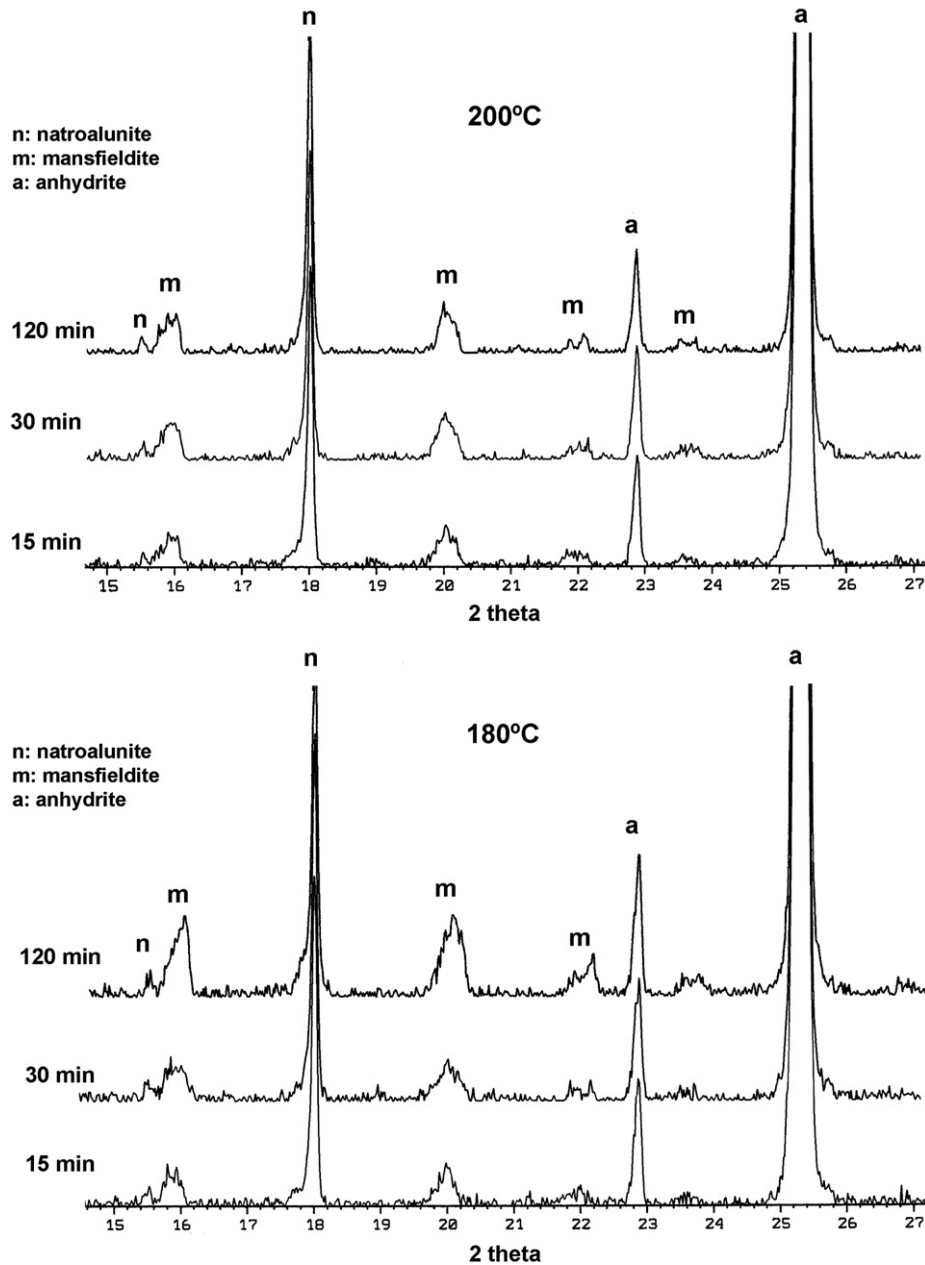 n
a
200ºC
n: natroalunite
m: mansfieldite
a: anhydrite
a
m
m
n
m
m
120 min
30 min
15 min
15 16 17 18 19 20 21 22 23 24 25 26 27
2 theta
n
a
180ºC
n: natroalunite
m: mansfieldite
a: anhydrite
a
m
m
n
m
120 min
30 min
15 min
15 16 17 18 19 20 21 22 23 24 25 26 27
2 theta